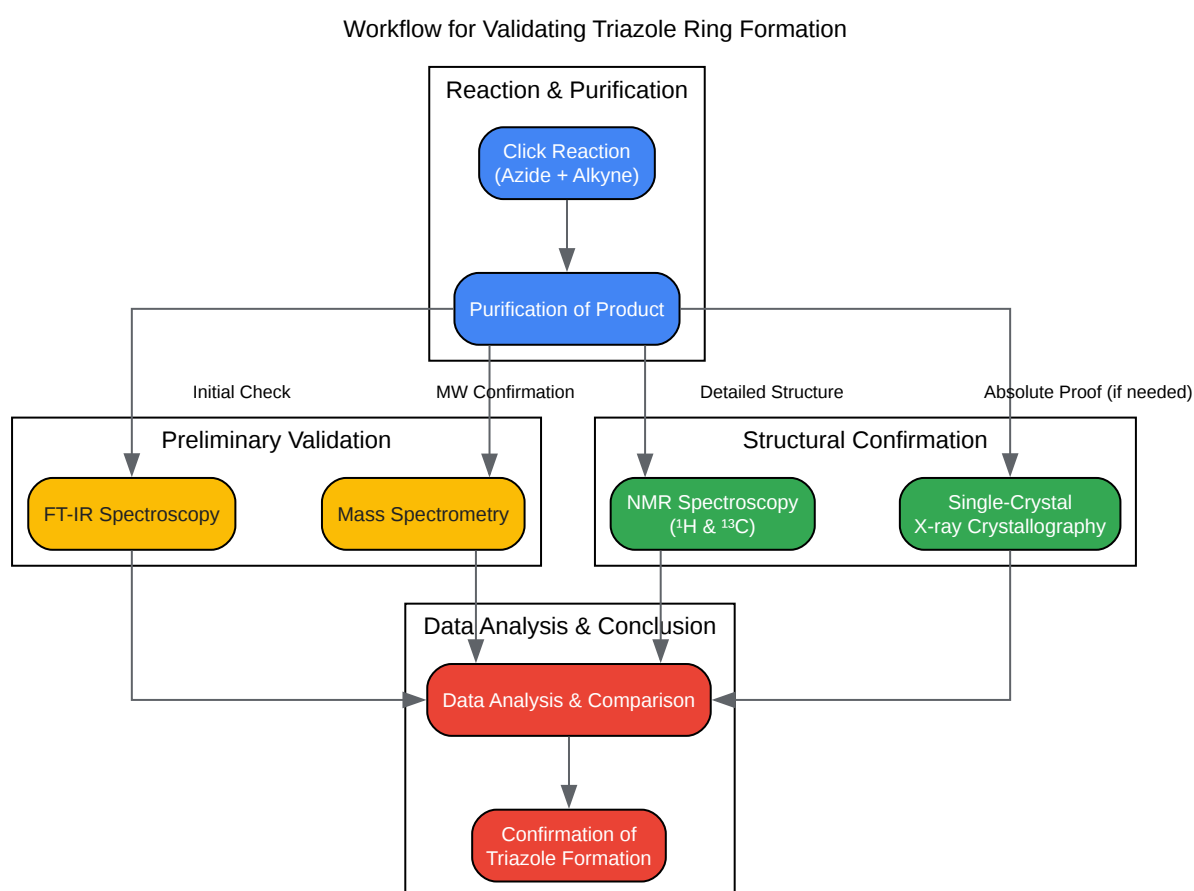 Workflow for Validating Triazole Ring Formation
Reaction & Purification
Click Reaction
(Azide + Alkyne)
Purification of Product
Initial Check
MW Confirmation
Detailed Structure
Absolute Proof (if needed)
Preliminary Validation
Structural Confirmation
FT-IR Spectroscopy
Mass Spectrometry
NMR Spectroscopy
(¹H & ¹³C)
Single-Crystal
X-ray Crystallography
Data Analysis & Conclusion
Data Analysis & Comparison
Confirmation of
Triazole Formation